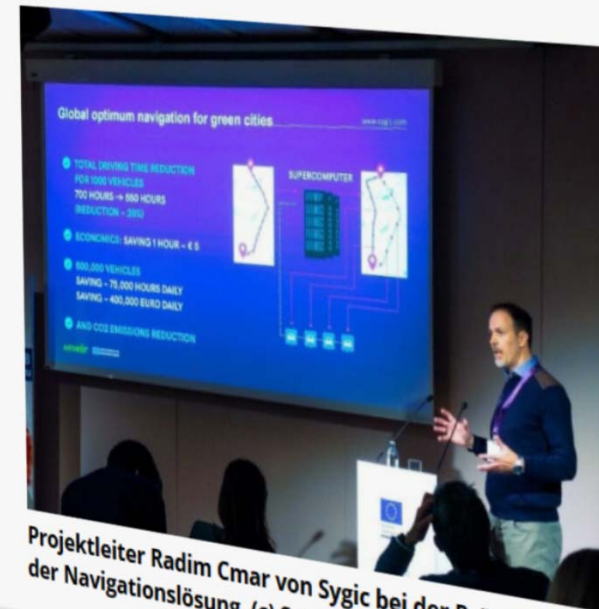 Global optimum navigation for green cities
www.sygic.com
TOTAL DRIVING TIME REDUCTION
FOR 1000 VEHICLES
700 HOURS → 550 HOURS
(REDUCTION ~ 20%)
ECONOMICS: SAVING 1 HOUR ~ € 5
500,000 VEHICLES
SAVING ~ 75,000 HOURS DAILY
SAVING ~ 400,000 EURO DAILY
AND CO2 EMISSIONS REDUCTION
SUPERCOMPUTER
Projektleiter Radim Cmar von Sygic bei der
der Navigationslösung. (c)